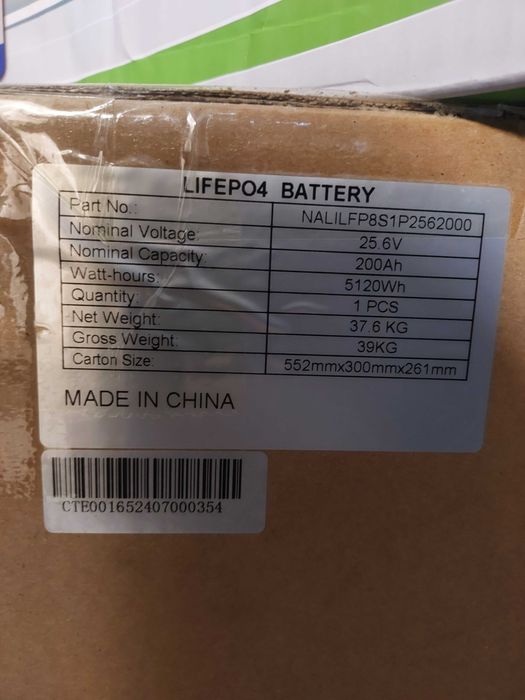 LIFEPO4 BATTERY
Part No.: NALILFP8S1P2562000
Nominal Voltage: 25.6V
Nominal Capacity: 200Ah
Watt-hours: 5120Wh
Quantity: 1 PCS
Net Weight: 37.6 KG
Gross Weight: 39KG
Carton Size: 552mmx300mmx261mm
MADE IN CHINA
CTE001652407000354